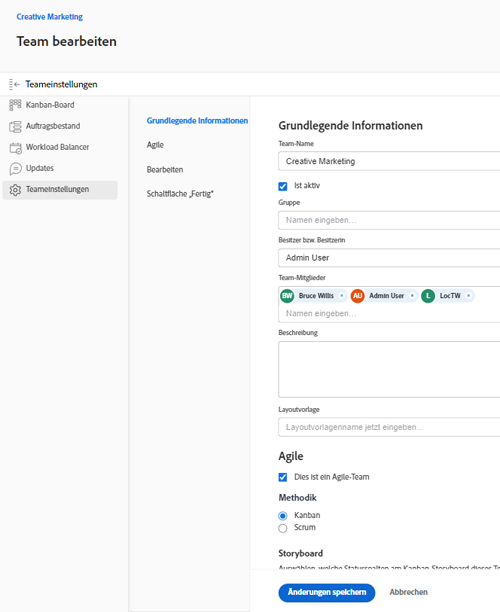 Creative Marketing
Team bearbeiten
Teameinstellungen
Kanban-Board
Auftragsbestand
Workload Balancer
Updates
Teameinstellungen
Grundlegende Informationen
Agile
Bearbeiten
Schaltfläche „Fertig"
Grundlegende Informationen
Team-Name
Creative Marketing
Ist aktiv
Gruppe
Namen eingeben...
Besitzer bzw. Besitzerin
Admin User
Team-Mitglieder
BW Bruce Willis × AU Admin User × L LocTW ×
Namen eingeben...
Beschreibung
Layoutvorlage
Layoutvorlagenname jetzt eingeben...
Agile
Dies ist ein Agile-Team
Methodik
Kanban
Scrum
Storyboard
Auswählen, welche Statusspalten am Kanban-Storyboard dieses
Änderungen speichern Abbrechen